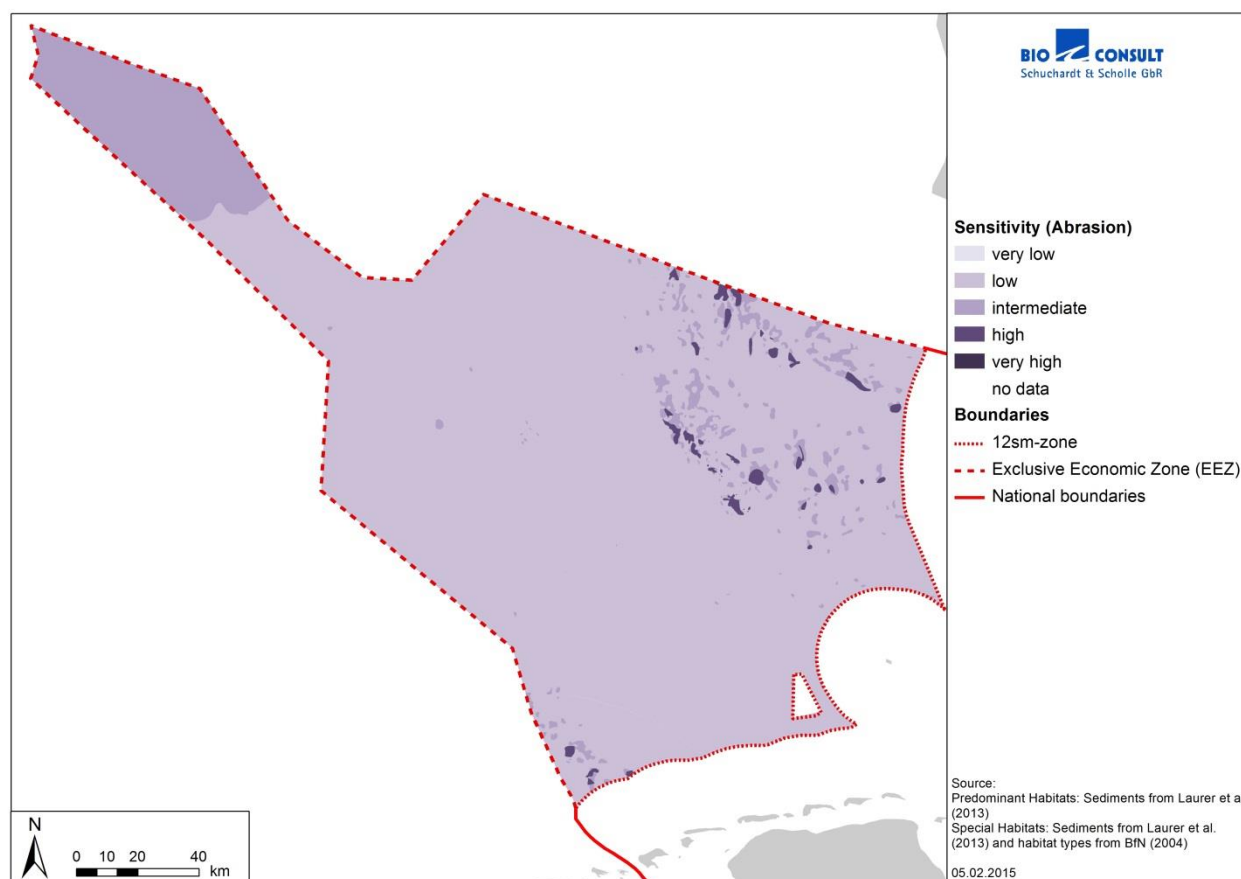 BIO CONSULT
Schuchardt & Scholle GbR
Sensitivity (Abrasion)
very low
low
intermediate
high
very high
no data
Boundaries
12sm-zone
Exclusive Economic Zone (EEZ)
National boundaries
Source:
Predominant Habitats: Sediments from Laurer et a
(2013)
Special Habitats: Sediments from Laurer et al.
(2013) and habitat types from BfN (2004)
05.02.2015
N
0 10 20 40
km